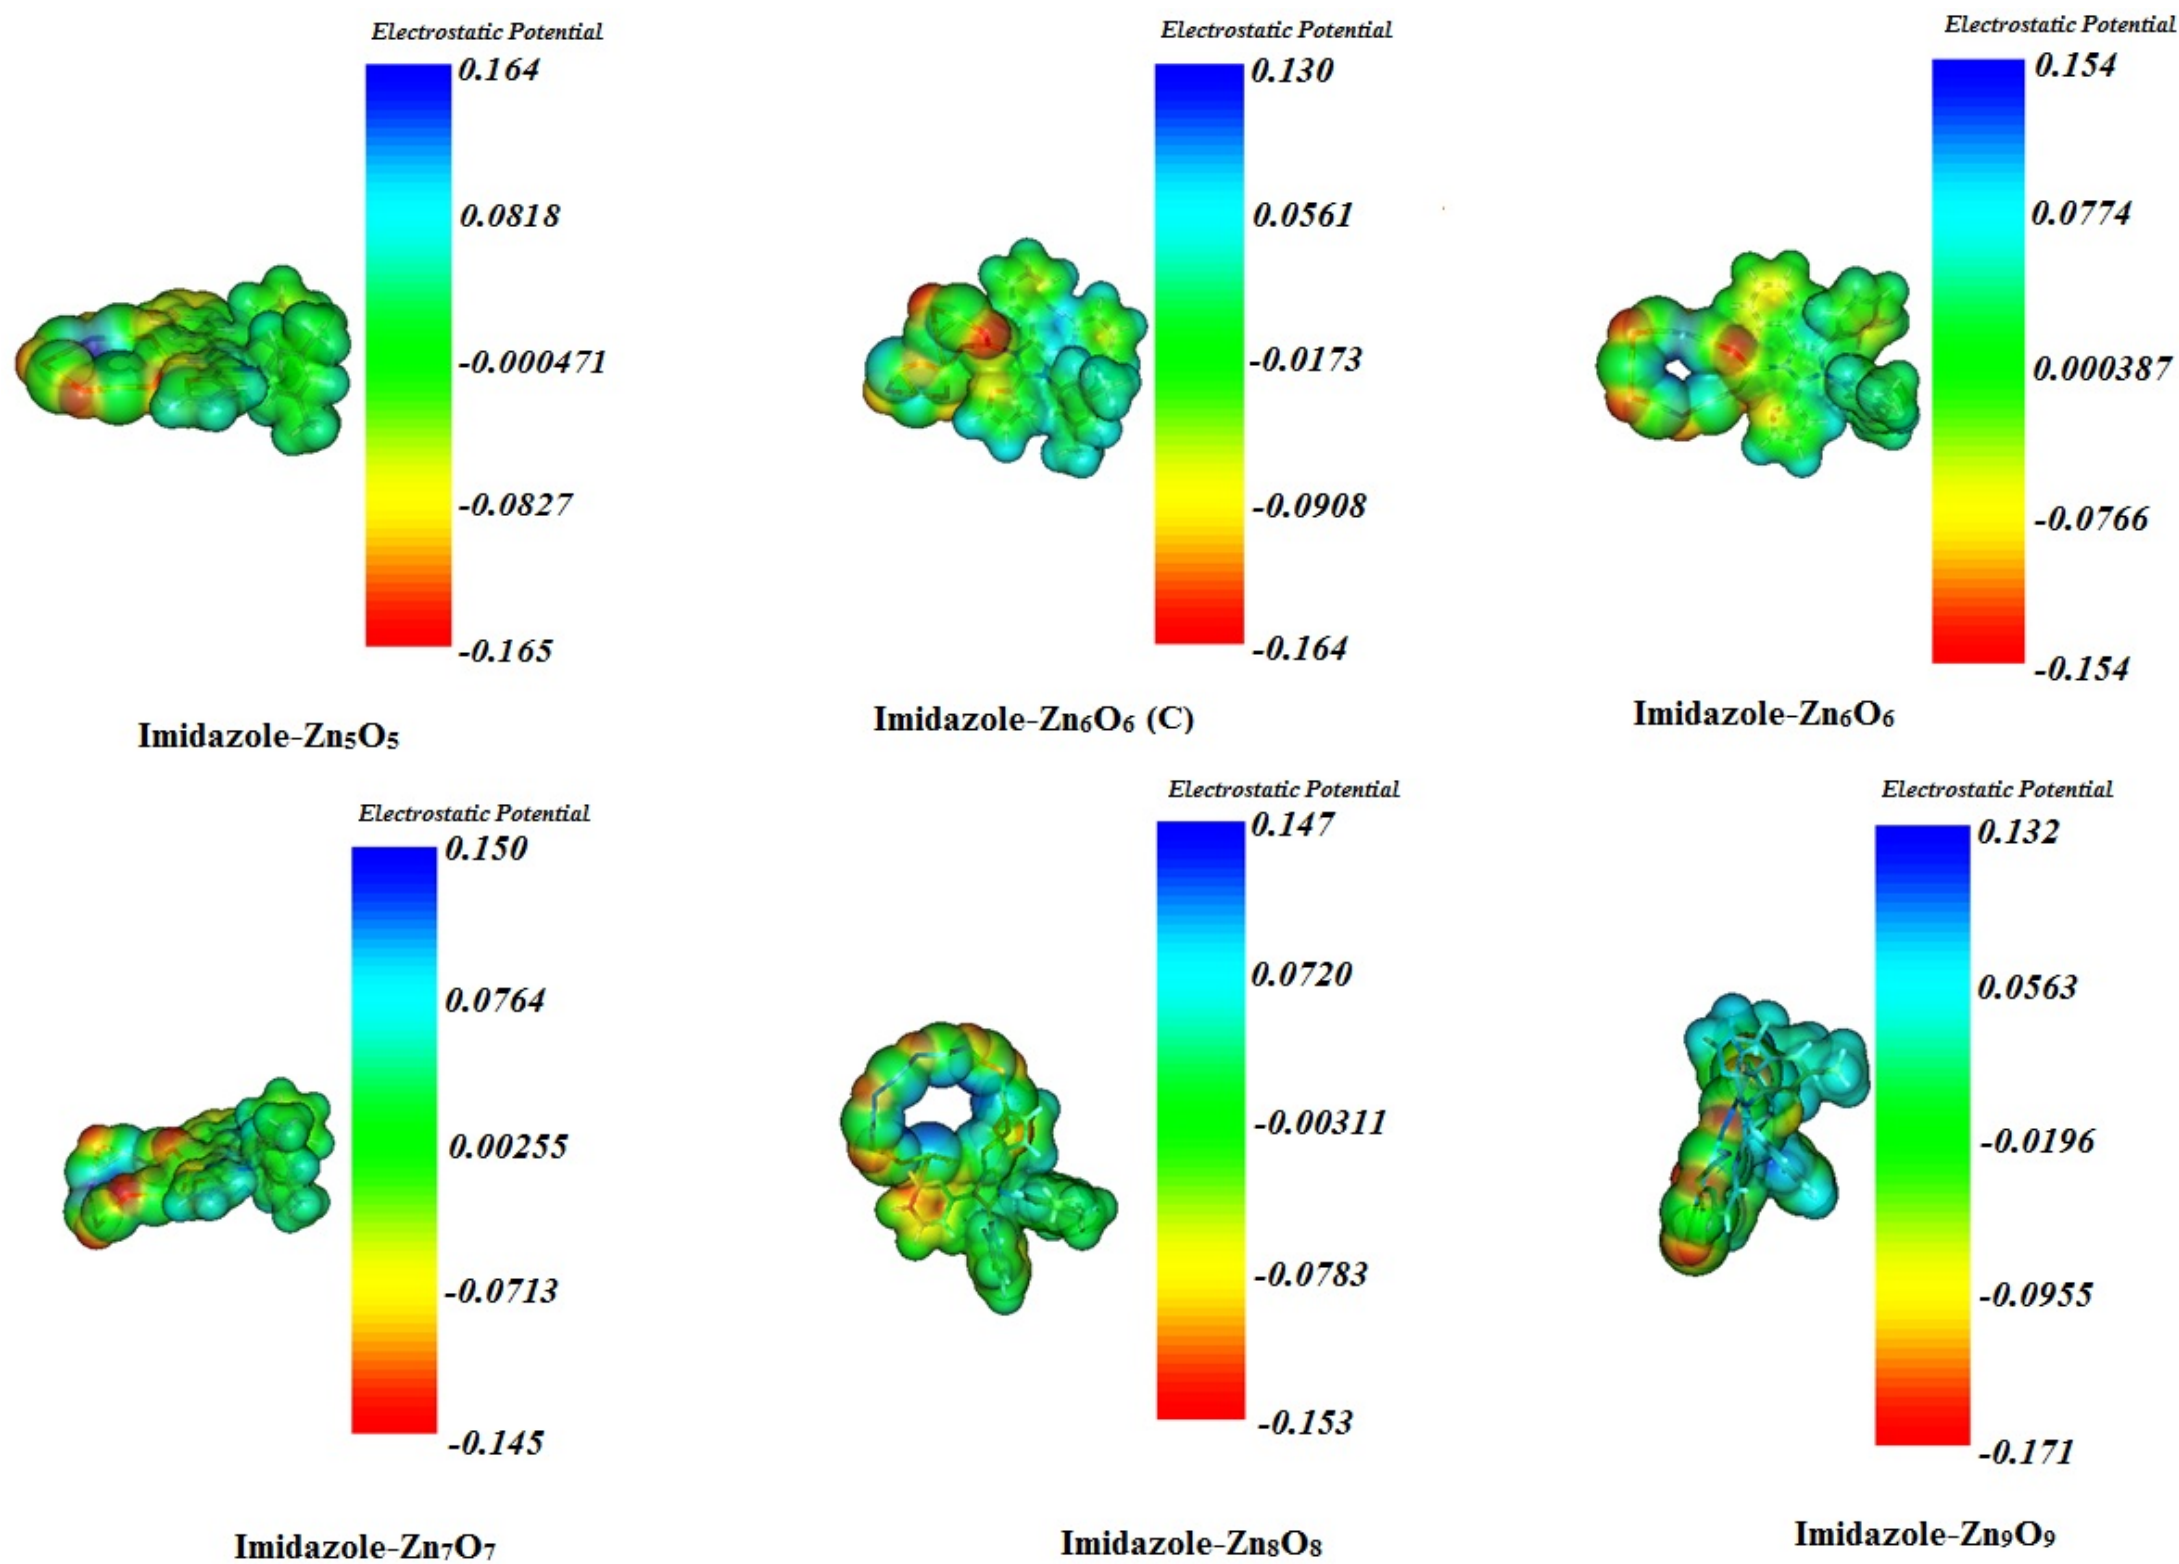 Electrostatic Potential
0.164
0.0818
-0.000471
-0.0827
-0.165
Imidazole-Zn₅O₅
Electrostatic Potential
0.130
0.0561
-0.0173
-0.0908
-0.164
Imidazole-Zn₆O₆ (C)
Electrostatic Potential
0.154
0.0774
0.000387
-0.0766
-0.154
Imidazole-Zn₆O₆
Electrostatic Potential
0.150
0.0764
0.00255
-0.0713
-0.145
Imidazole-Zn₇O₇
Electrostatic Potential
0.147
0.0720
-0.00311
-0.0783
-0.153
Imidazole-Zn₈O₈
Electrostatic Potential
0.132
0.0563
-0.0196
-0.0955
-0.171
Imidazole-Zn₉O₉